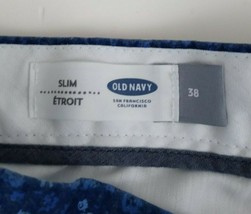 SLIM
ÉTROIT
OLD NAVY
SAN FRANCISCO
CALIFORNIA
38